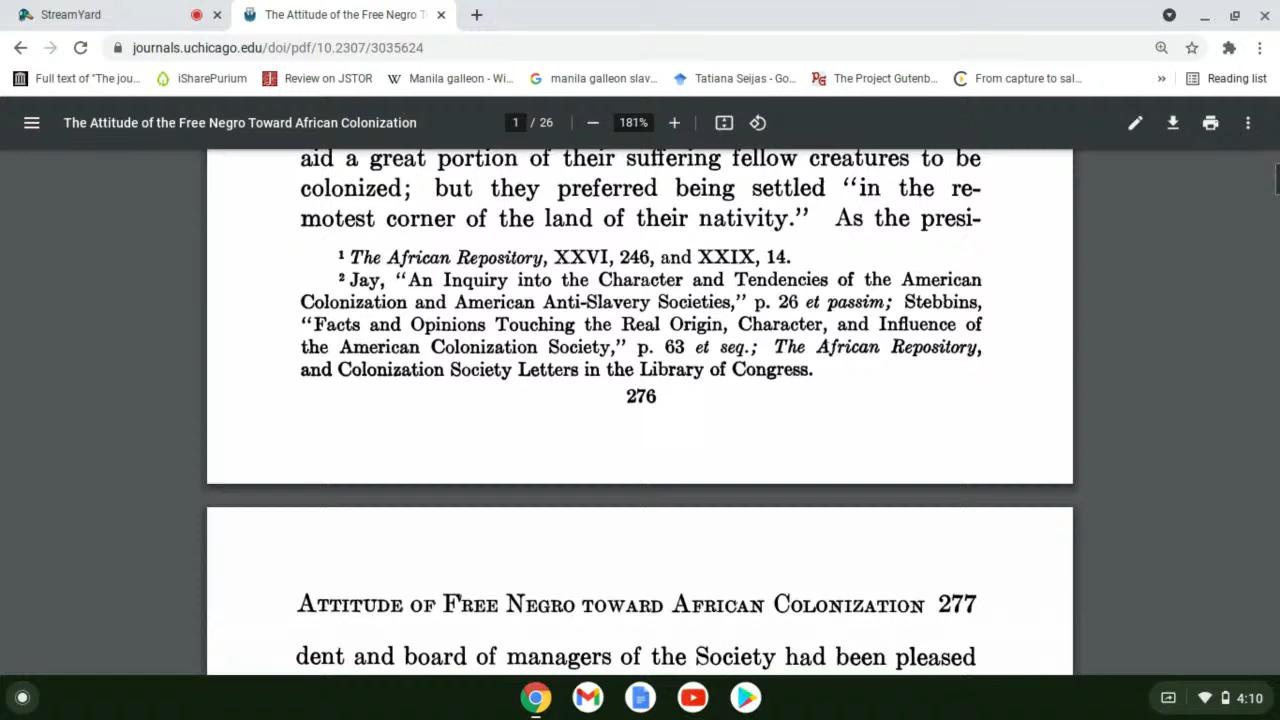 StreamYard
The Attitude of the Free Negro T
journals.uchicago.edu/doi/pdf/10.2307/3035624
Full text of "The jou...
iSharePurium
Review on JSTOR
Manila galleon - Wi...
manila galleon slav...
Tatiana Seijas - Go...
The Project Gutenb...
From capture to sal...
»
Reading list
The Attitude of the Free Negro Toward African Colonization
1 / 26
181%
aid a great portion of their suffering fellow creatures to be
colonized; but they preferred being settled “in the re-
motest corner of the land of their nativity.” As the presi-
¹ The African Repository, XXVI, 246, and XXIX, 14.
² Jay, “An Inquiry into the Character and Tendencies of the American
Colonization and American Anti-Slavery Societies,” p. 26 et passim; Stebbins,
“Facts and Opinions Touching the Real Origin, Character, and Influence of
the American Colonization Society,” p. 63 et seq.; The African Repository,
and Colonization Society Letters in the Library of Congress.
276
ATTITUDE OF FREE NEGRO TOWARD AFRICAN COLONIZATION 277
dent and board of managers of the Society had been pleased
4:10